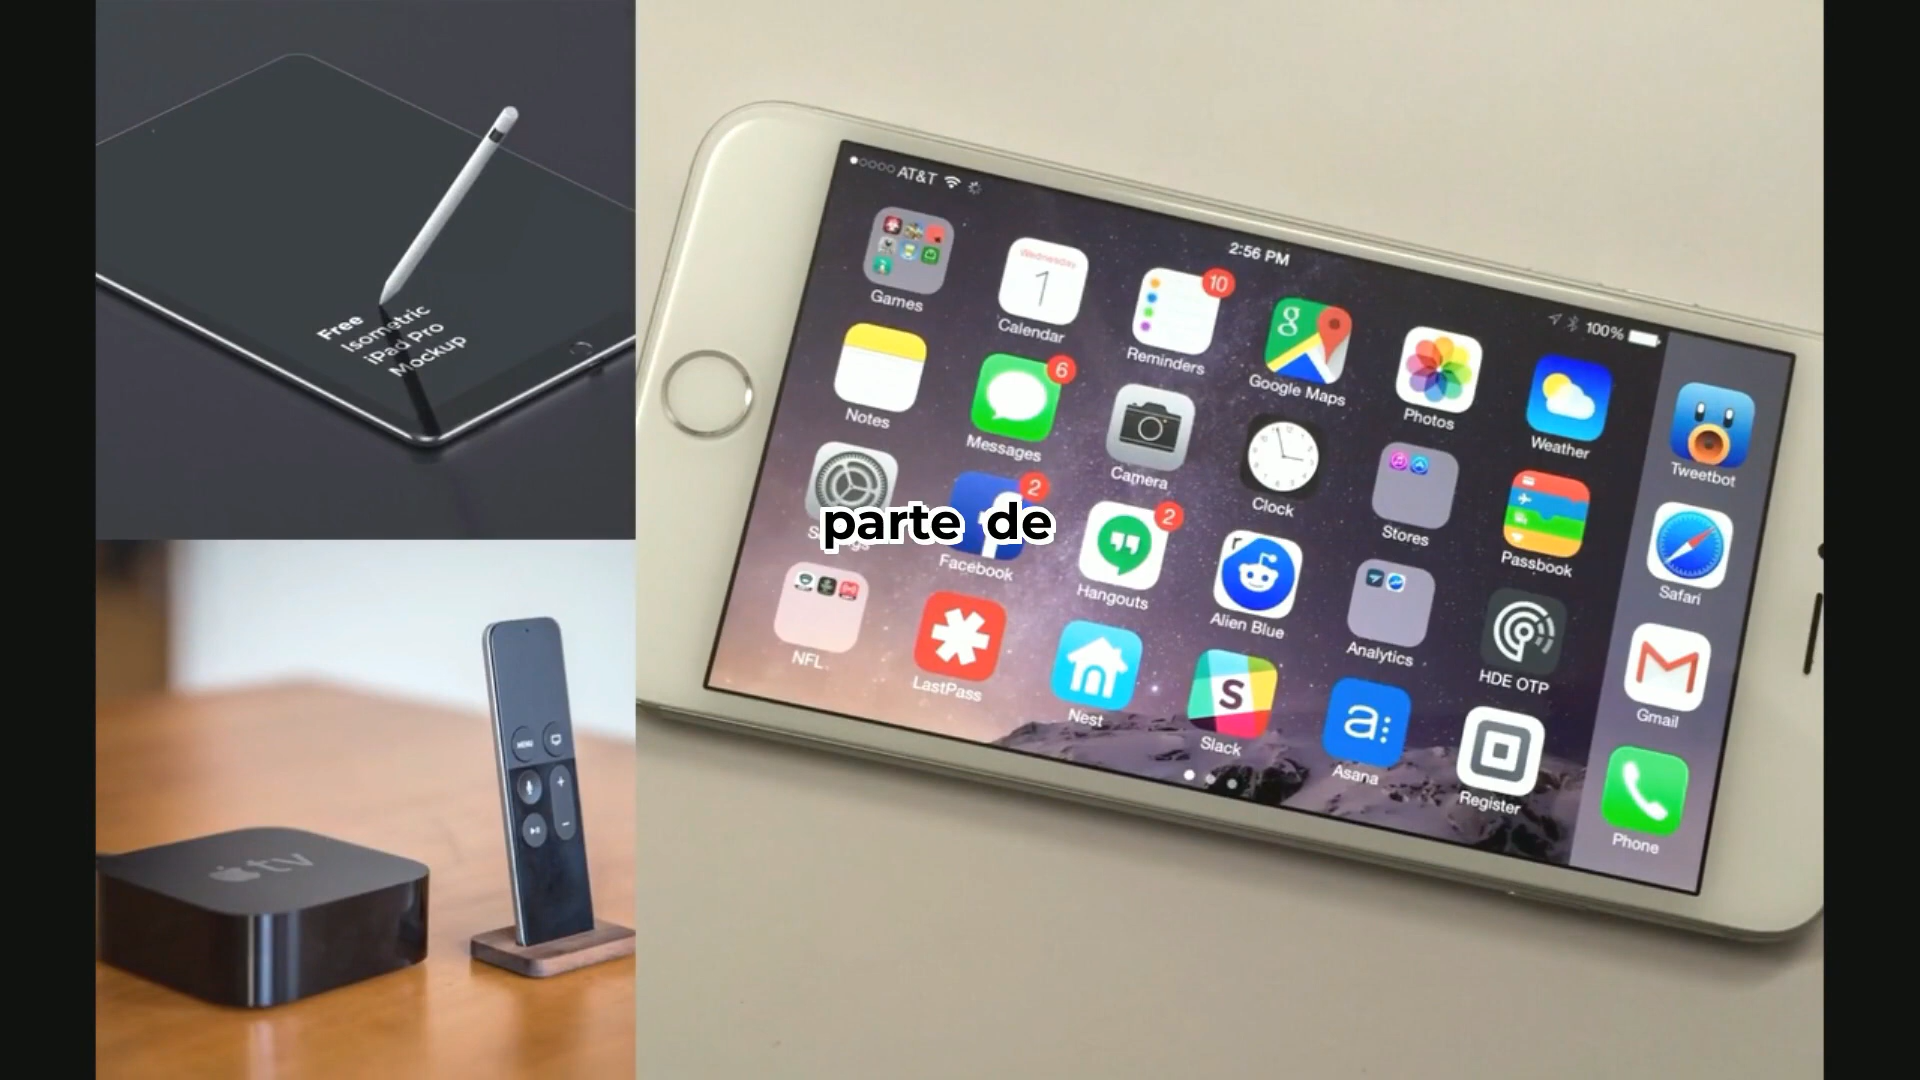 Free
Isometric
iPad Pro
Mockup
tv
MENU
AT&T
2:56 PM
100%
Games
Wednesday
1
Calendar
10
Reminders
g
Google Maps
Photos
Weather
Tweetbot
Notes
6
Messages
Camera
Clock
Stores
Passbook
Safari
2
Facebook
2
Hangouts
r
Alien Blue
Analytics
HDE OTP
Gmail
NFL
LastPass
Nest
S
Slack
a:
Asana
Register
Phone
parte de